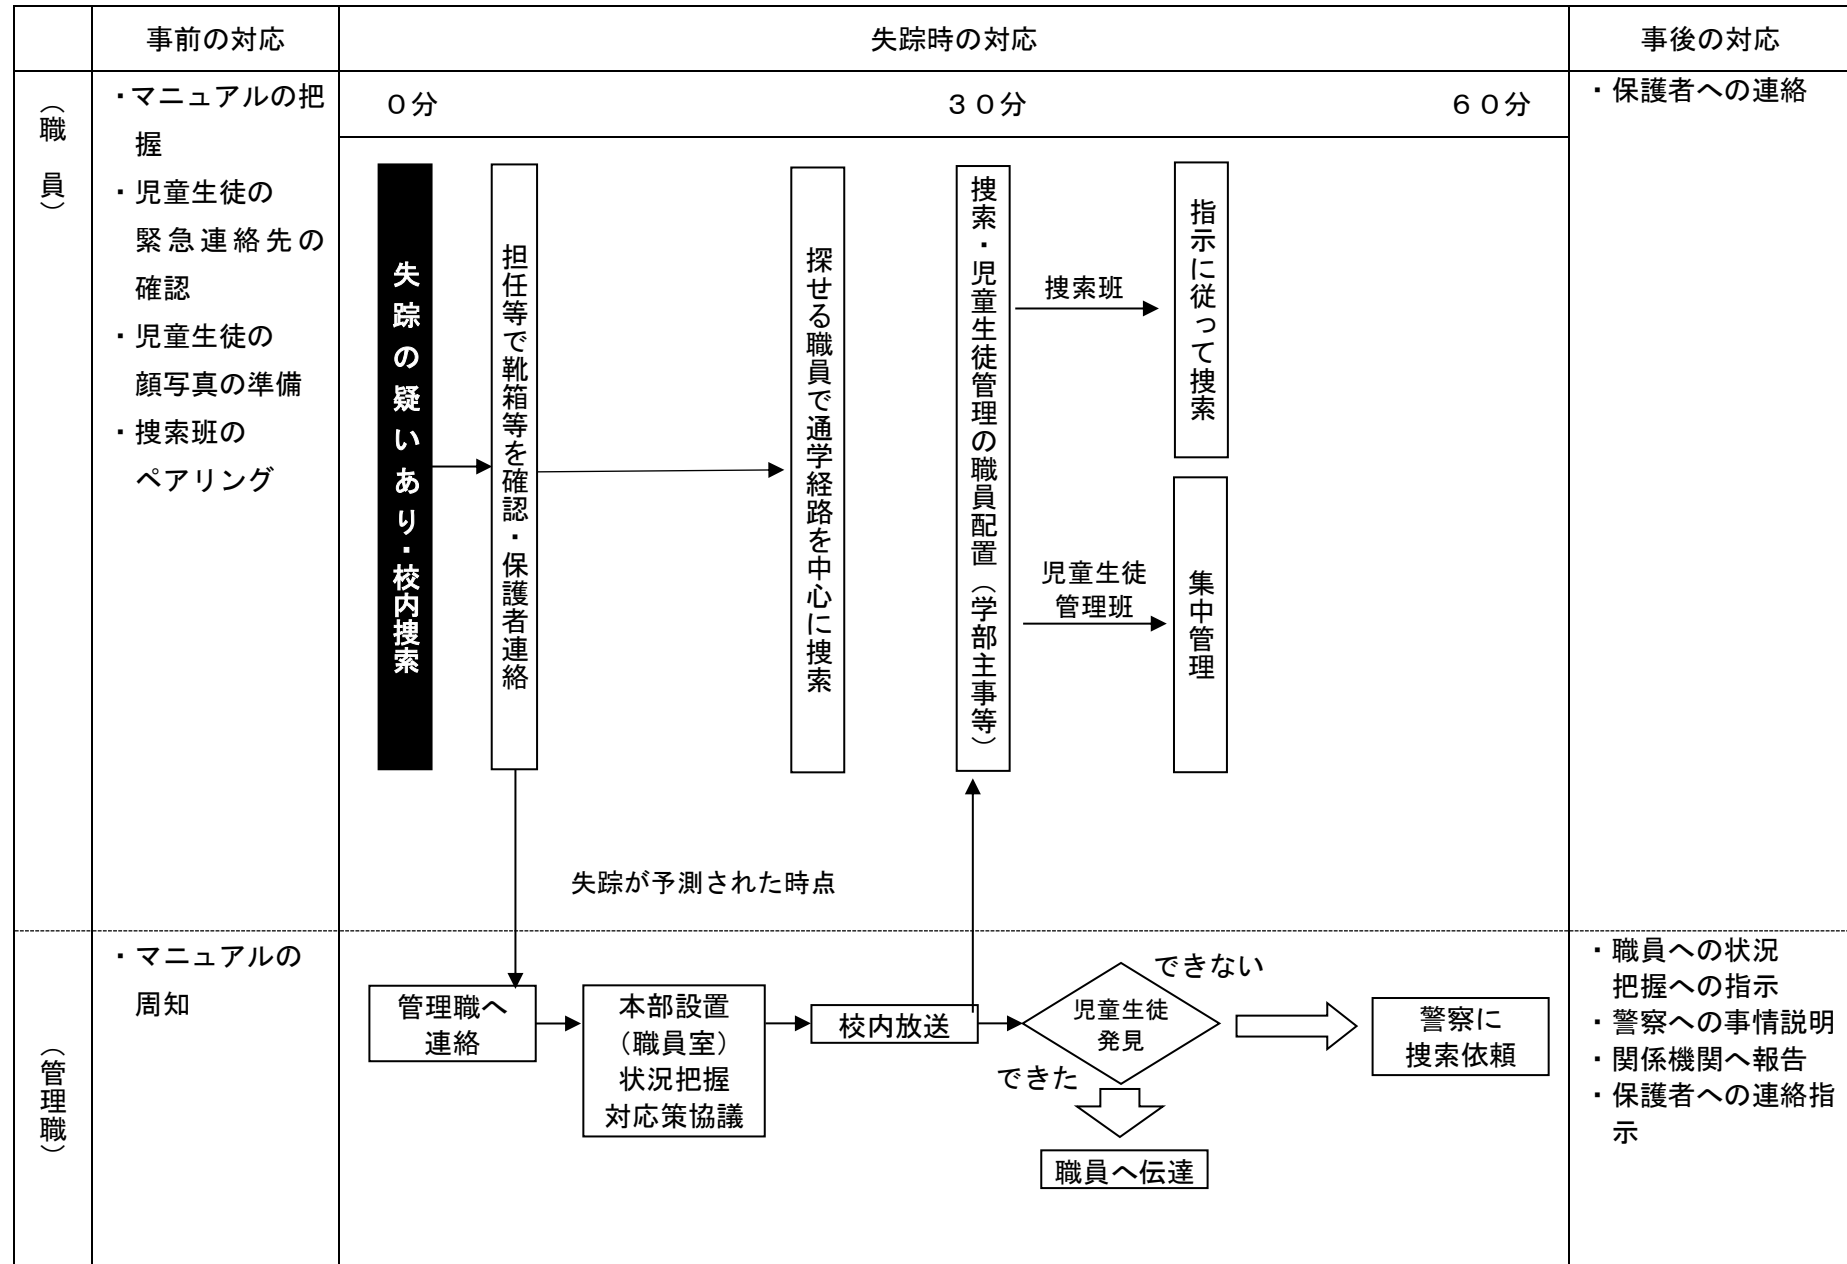 事前の対応
失踪時の対応
事後の対応
（職　員）
・マニュアルの把
握
・児童生徒の
緊急連絡先の
確認
・児童生徒の
顔写真の準備
・捜索班の
ペアリング
０分
３０分
６０分
失踪の疑いあり・校内捜索
担任等で靴箱等を確認・保護者連絡
探せる職員で通学経路を中心に捜索
捜索・児童生徒管理の職員配置（学部主事等）
捜索班
指示に従って捜索
児童生徒
管理班
集中管理
失踪が予測された時点
・保護者への連絡
（管理職）
・マニュアルの
周知
管理職へ
連絡
本部設置
（職員室）
状況把握
対応策協議
校内放送
児童生徒
発見
できない
できた
職員へ伝達
警察に
捜索依頼
・職員への状況
把握への指示
・警察への事情説明
・関係機関へ報告
・保護者への連絡指
示